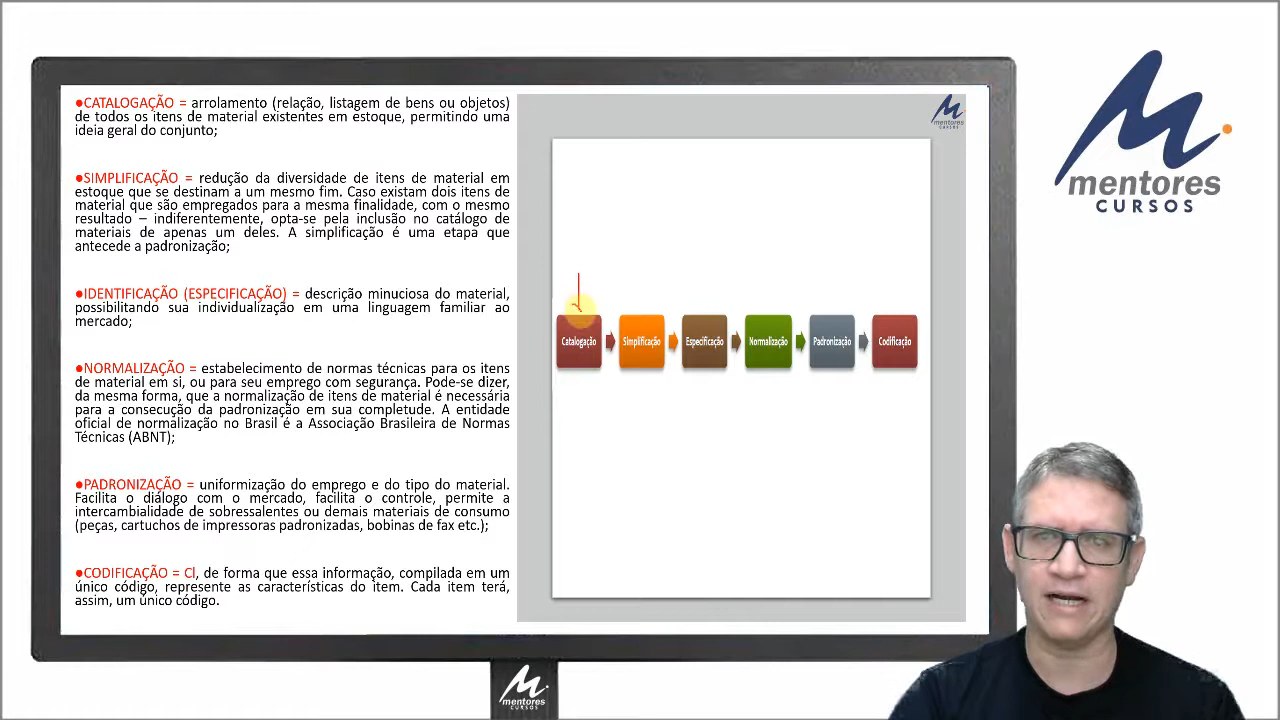 ●CATALOGAÇÃO = arrolamento (relação, listagem de bens ou objetos)
de todos os itens de material existentes em estoque, permitindo uma
ideia geral do conjunto;
●SIMPLIFICAÇÃO = redução da diversidade de itens de material em
estoque que se destinam a um mesmo fim. Caso existam dois itens de
material que são empregados para a mesma finalidade, com o mesmo
resultado – indiferentemente, opta-se pela inclusão no catálogo de
materiais de apenas um deles. A simplificação é uma etapa que
antecede a padronização;
●IDENTIFICAÇÃO (ESPECIFICAÇÃO) = descrição minuciosa do material,
possibilitando sua individualização em uma linguagem familiar ao
mercado;
●NORMALIZAÇÃO = estabelecimento de normas técnicas para os itens
de material em si, ou para seu emprego com segurança. Pode-se dizer,
da mesma forma, que a normalização de itens de material é necessária
para a consecução da padronização em sua completude. A entidade
oficial de normalização no Brasil é a Associação Brasileira de Normas
Técnicas (ABNT);
●PADRONIZAÇÃO = uniformização do emprego e do tipo do material.
Facilita o diálogo com o mercado, facilita o controle, permite a
intercambialidade de sobressalentes ou demais materiais de consumo
(peças, cartuchos de impressoras padronizadas, bobinas de fax etc.);
●CODIFICAÇÃO = Cl, de forma que essa informação, compilada em um
único código, represente as características do item. Cada item terá,
assim, um único código.
mentores
CURSOS
Catalogação
Simplificação
Especificação
Normalização
Padronização
Codificação
mentores
CURSOS
mentores
CURSOS